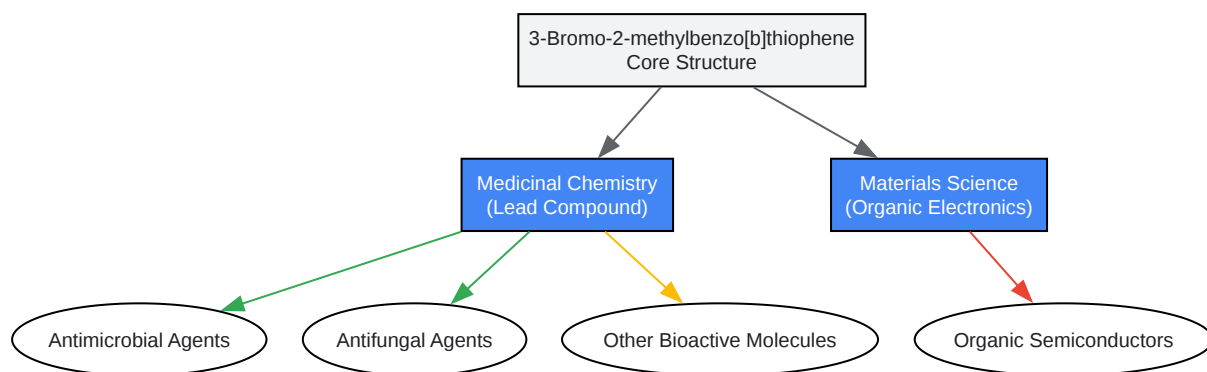 3-Bromo-2-methylbenzo[b]thiophene
Core Structure
Medicinal Chemistry
(Lead Compound)
Materials Science
(Organic Electronics)
Antimicrobial Agents
Antifungal Agents
Other Bioactive Molecules
Organic Semiconductors